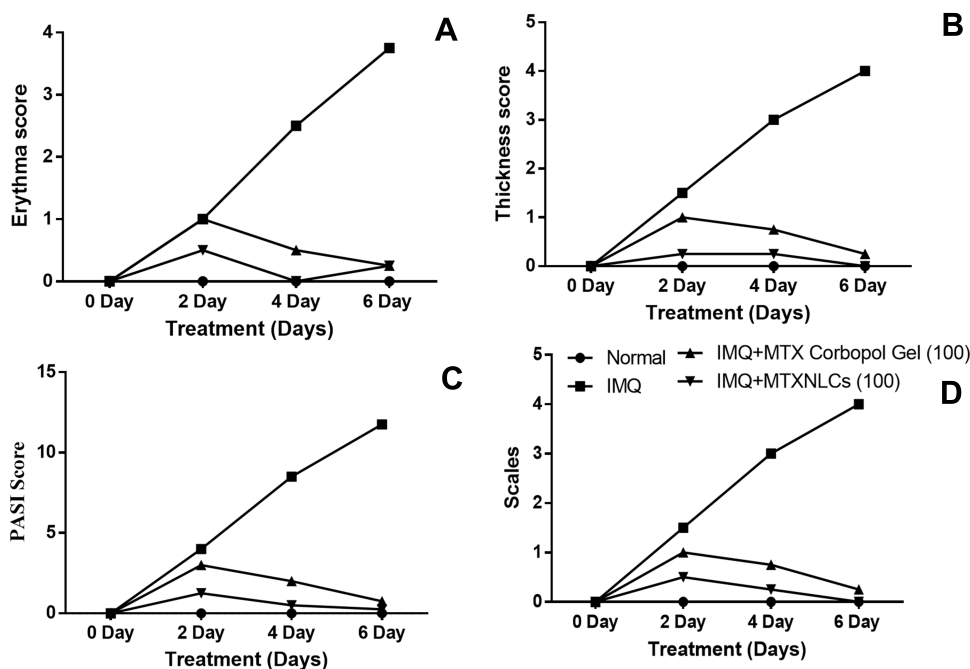 A
Erythma score
4
3
2
1
0
0 Day 2 Day 4 Day 6 Day
Treatment (Days)
B
Thickness score
5
4
3
2
1
0
0 Day 2 Day 4 Day 6 Day
Treatment (Days)
C
PASI Score
15
10
5
0
0 Day 2 Day 4 Day 6 Day
Treatment (Days)
D
Normal
IMQ
IMQ+MTX Corbopol Gel (100)
IMQ+MTXNLCs (100)
Scales
5
4
3
2
1
0
0 Day 2 Day 4 Day 6 Day
Treatment (Days)